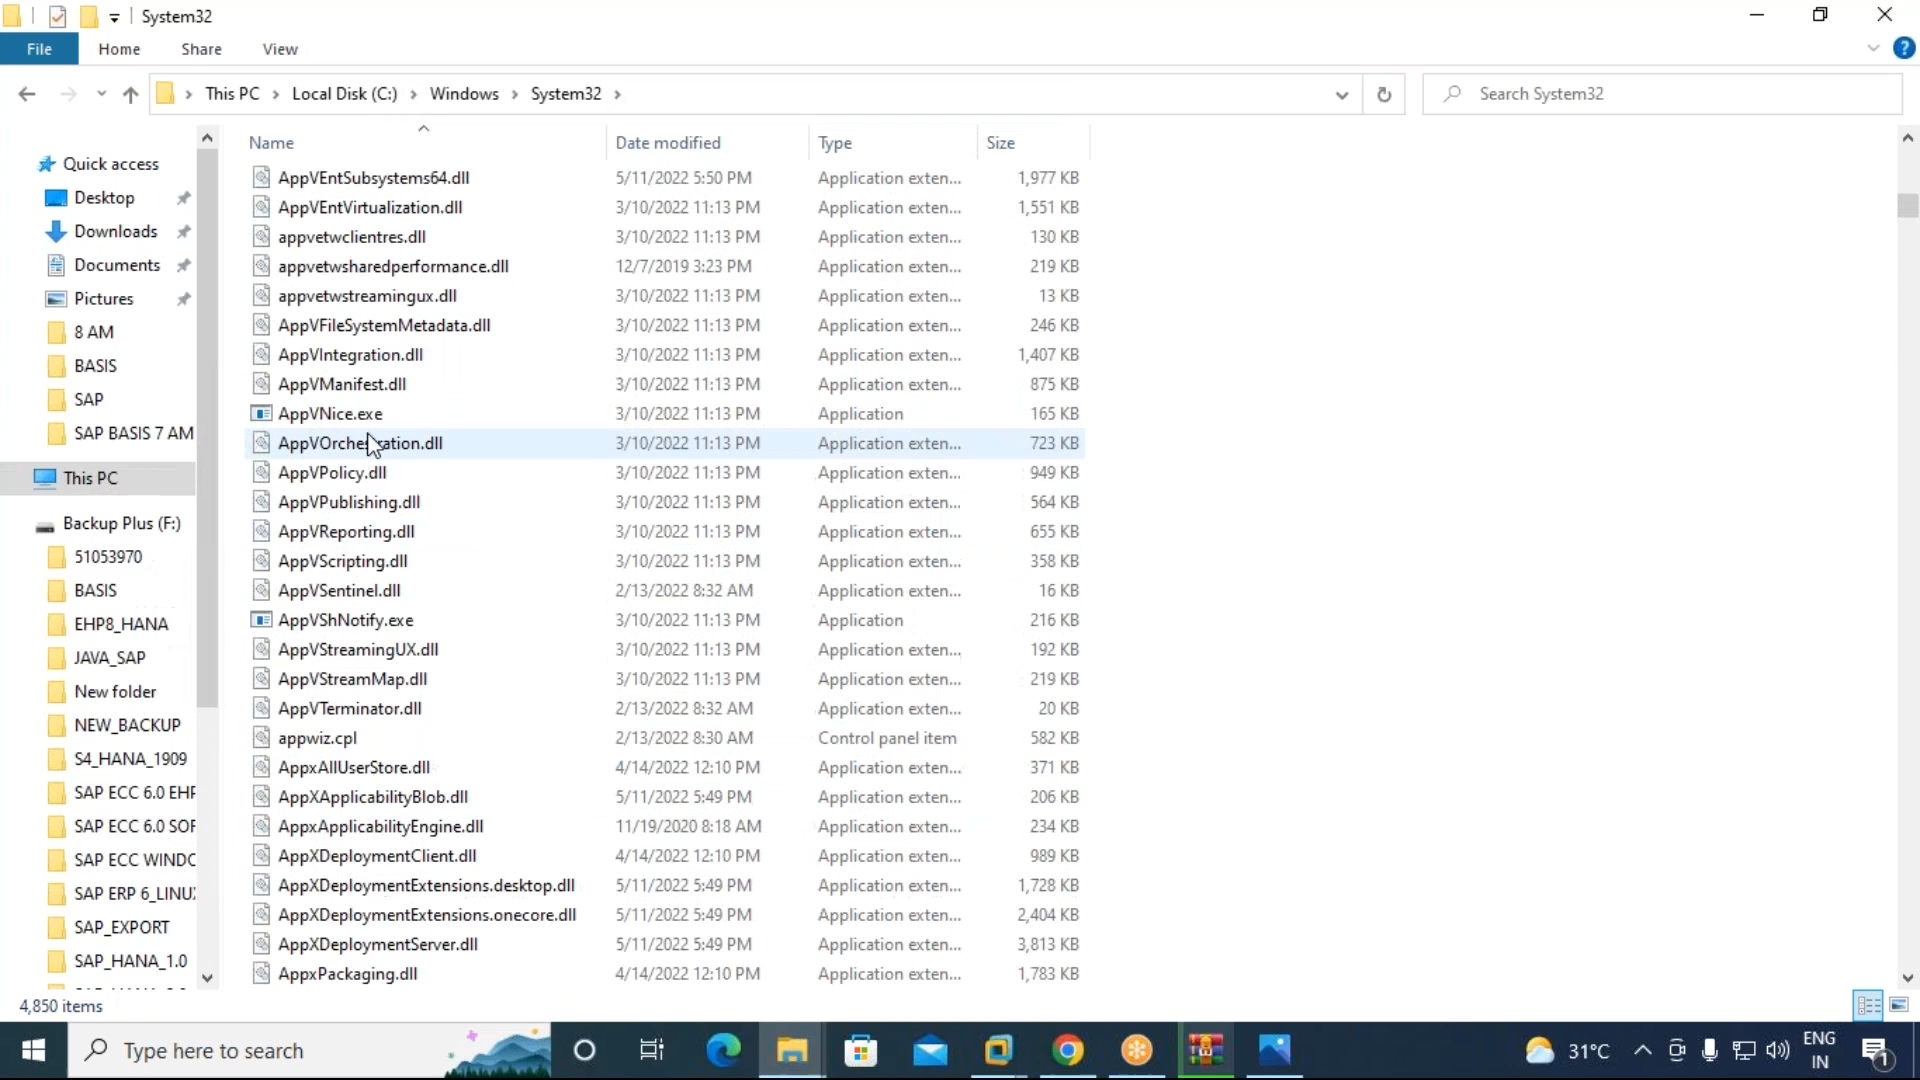 System32
File Home Share View
This PC Local Disk (C:) Windows System32
Search System32
Quick access
Desktop
Downloads
Documents
Pictures
8 AM
BASIS
SAP
SAP BASIS 7 AM
This PC
Backup Plus (F:)
51053970
BASIS
EHP8_HANA
JAVA_SAP
New folder
NEW_BACKUP
S4_HANA_1909
SAP ECC 6.0 EHP
SAP ECC 6.0 SOF
SAP ECC WINDO
SAP ERP 6_LINU
SAP_EXPORT
SAP_HANA_1.0
Name Date modified Type Size
AppVEntSubsystems64.dll 5/11/2022 5:50 PM Application exten... 1,977 KB
AppVEntVirtualization.dll 3/10/2022 11:13 PM Application exten... 1,551 KB
appvetwclientres.dll 3/10/2022 11:13 PM Application exten... 130 KB
appvetwsharedperformance.dll 12/7/2019 3:23 PM Application exten... 219 KB
appvetwstreamingux.dll 3/10/2022 11:13 PM Application exten... 13 KB
AppVFileSystemMetadata.dll 3/10/2022 11:13 PM Application exten... 246 KB
AppVIntegration.dll 3/10/2022 11:13 PM Application exten... 1,407 KB
AppVManifest.dll 3/10/2022 11:13 PM Application exten... 875 KB
AppVNice.exe 3/10/2022 11:13 PM Application 165 KB
AppVOrchestration.dll 3/10/2022 11:13 PM Application exten... 723 KB
AppVPolicy.dll 3/10/2022 11:13 PM Application exten... 949 KB
AppVPublishing.dll 3/10/2022 11:13 PM Application exten... 564 KB
AppVReporting.dll 3/10/2022 11:13 PM Application exten... 655 KB
AppVScripting.dll 3/10/2022 11:13 PM Application exten... 358 KB
AppVSentinel.dll 2/13/2022 8:32 AM Application exten... 16 KB
AppVShNotify.exe 3/10/2022 11:13 PM Application 216 KB
AppVStreamingUX.dll 3/10/2022 11:13 PM Application exten... 192 KB
AppVStreamMap.dll 3/10/2022 11:13 PM Application exten... 219 KB
AppVTerminator.dll 2/13/2022 8:32 AM Application exten... 20 KB
appwiz.cpl 2/13/2022 8:30 AM Control panel item 582 KB
AppxAllUserStore.dll 4/14/2022 12:10 PM Application exten... 371 KB
AppXApplicabilityBlob.dll 5/11/2022 5:49 PM Application exten... 206 KB
AppxApplicabilityEngine.dll 11/19/2020 8:18 AM Application exten... 234 KB
AppXDeploymentClient.dll 4/14/2022 12:10 PM Application exten... 989 KB
AppXDeploymentExtensions.desktop.dll 5/11/2022 5:49 PM Application exten... 1,728 KB
AppXDeploymentExtensions.onecore.dll 5/11/2022 5:49 PM Application exten... 2,404 KB
AppXDeploymentServer.dll 5/11/2022 5:49 PM Application exten... 3,813 KB
AppxPackaging.dll 4/14/2022 12:10 PM Application exten... 1,783 KB
4,850 items
Type here to search
31°C
ENG
IN
1